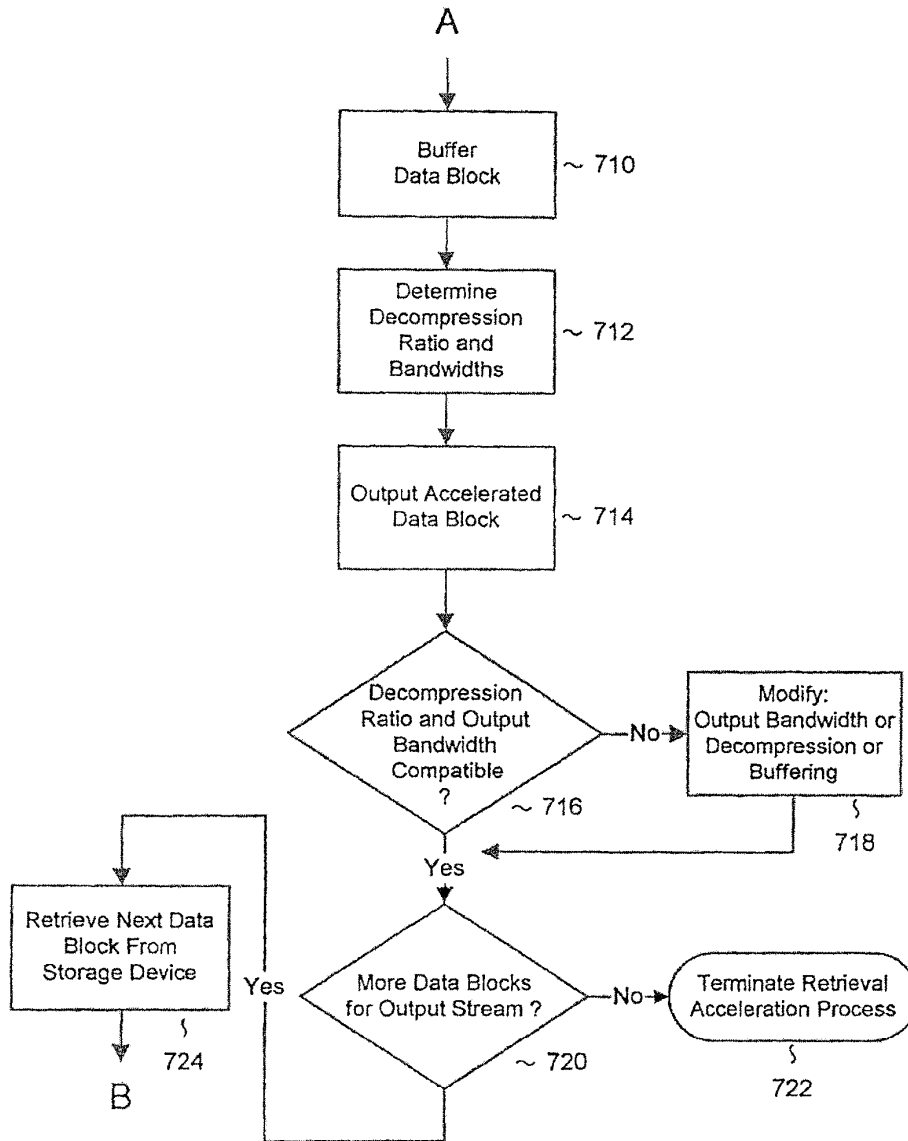 A
Buffer
Data Block
~ 710
Determine
Decompression
Ratio and
Bandwidths
~ 712
Output Accelerated
Data Block
~ 714
Decompression
Ratio and Output
Bandwidth
Compatible
?
~ 716
No
Modify:
Output Bandwidth or
Decompression or
Buffering
~
718
Yes
Retrieve Next Data
Block From
Storage Device
~
724
B
Yes
More Data Blocks
for Output Stream ?
~ 720
No
Terminate Retrieval
Acceleration Process
~
722